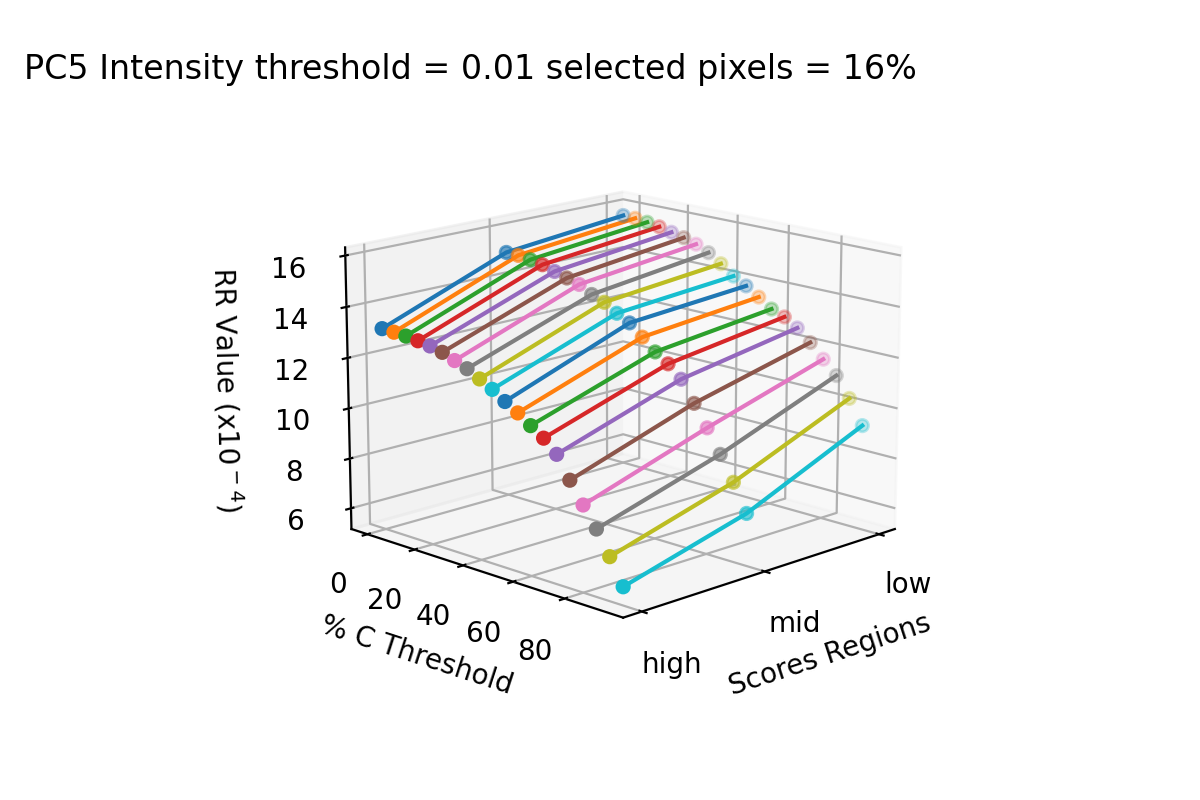 PC5 Intensity threshold = 0.01 selected pixels = 16%
16
14
12
10
8
6
RR Value (x10⁻⁴)
0
20
40
60
80
% C Threshold
high
mid
low
Scores Regions